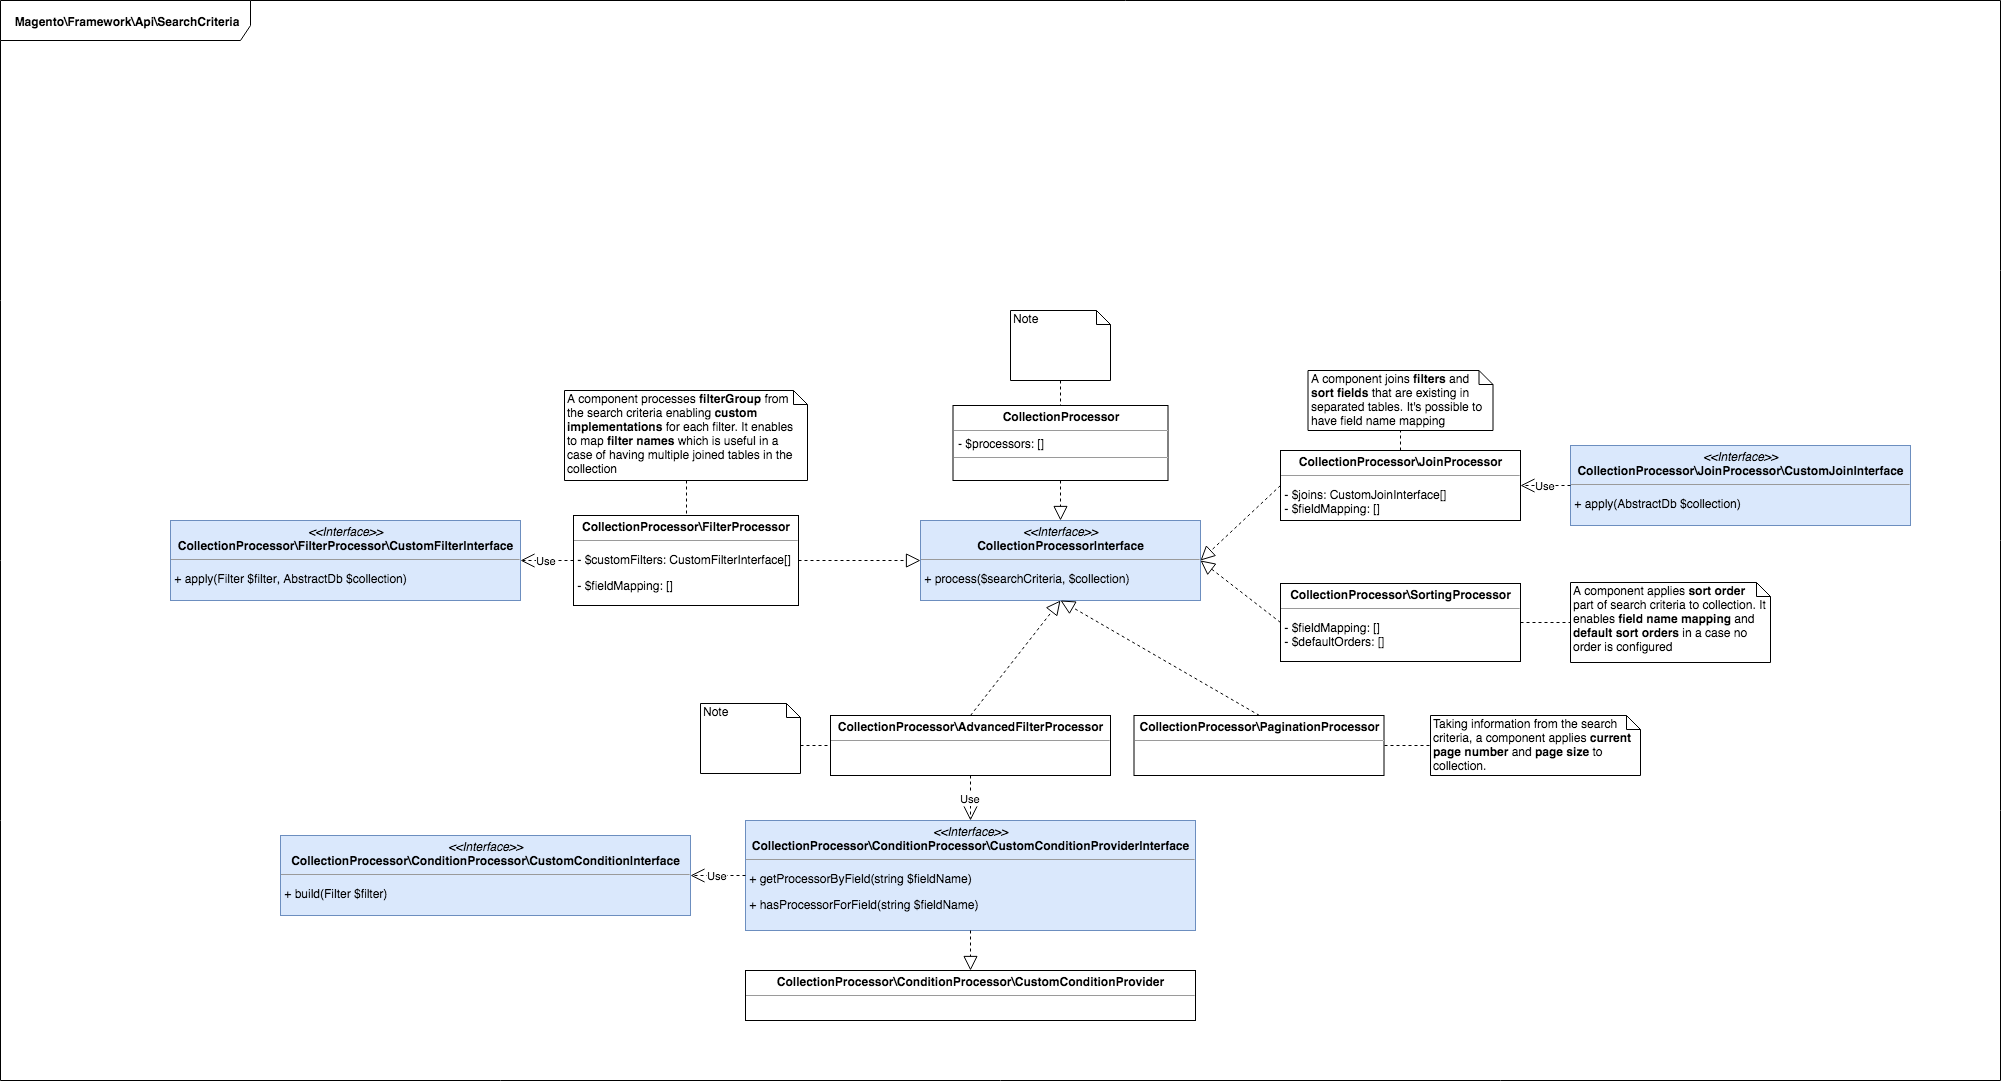 Magento\Framework\Api\SearchCriteria
Note
CollectionProcessor
- $processors: []
A component processes filterGroup from
the search criteria enabling custom
implementations for each filter. It enables
to map filter names which is useful in a
case of having multiple joined tables in the
collection
A component joins filters and
sort fields that are existing in
separated tables. It's possible to
have field name mapping
CollectionProcessor\JoinProcessor
- $joins: CustomJoinInterface[]
- $fieldMapping: []
Use
<<Interface>>
CollectionProcessor\JoinProcessor\CustomJoinInterface
+ apply(AbstractDb $collection)
<<Interface>>
CollectionProcessor\FilterProcessor\CustomFilterInterface
+ apply(Filter $filter, AbstractDb $collection)
Use
CollectionProcessor\FilterProcessor
- $customFilters: CustomFilterInterface[]
- $fieldMapping: []
<<Interface>>
CollectionProcessorInterface
+ process($searchCriteria, $collection)
CollectionProcessor\SortingProcessor
- $fieldMapping: []
- $defaultOrders: []
A component applies sort order
part of search criteria to collection. It
enables field name mapping and
default sort orders in a case no
order is configured
Note
CollectionProcessor\AdvancedFilterProcessor
CollectionProcessor\PaginationProcessor
Taking information from the search
criteria, a component applies current
page number and page size to
collection.
Use
<<Interface>>
CollectionProcessor\ConditionProcessor\CustomConditionInterface
+ build(Filter $filter)
Use
<<Interface>>
CollectionProcessor\ConditionProcessor\CustomConditionProviderInterface
+ getProcessorByField(string $fieldName)
+ hasProcessorForField(string $fieldName)
CollectionProcessor\ConditionProcessor\CustomConditionProvider